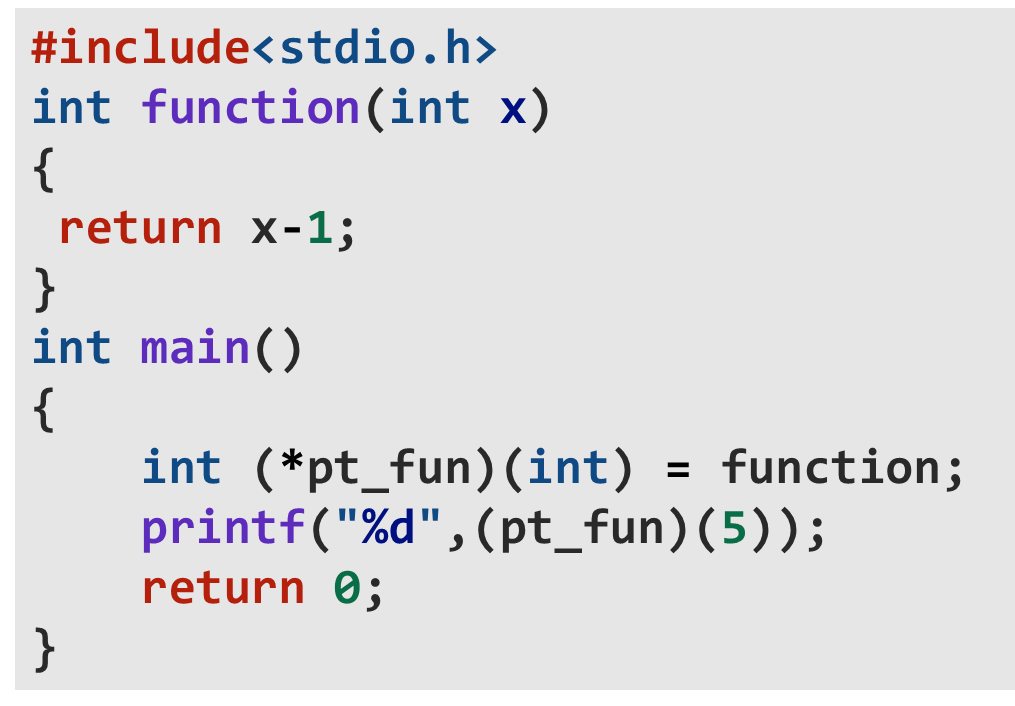 #include<stdio.h>
int function(int x)
{
 return x-1;
}
int main()
{
    int (*pt_fun)(int) = function;
    printf("%d",(pt_fun)(5));
    return 0;
}